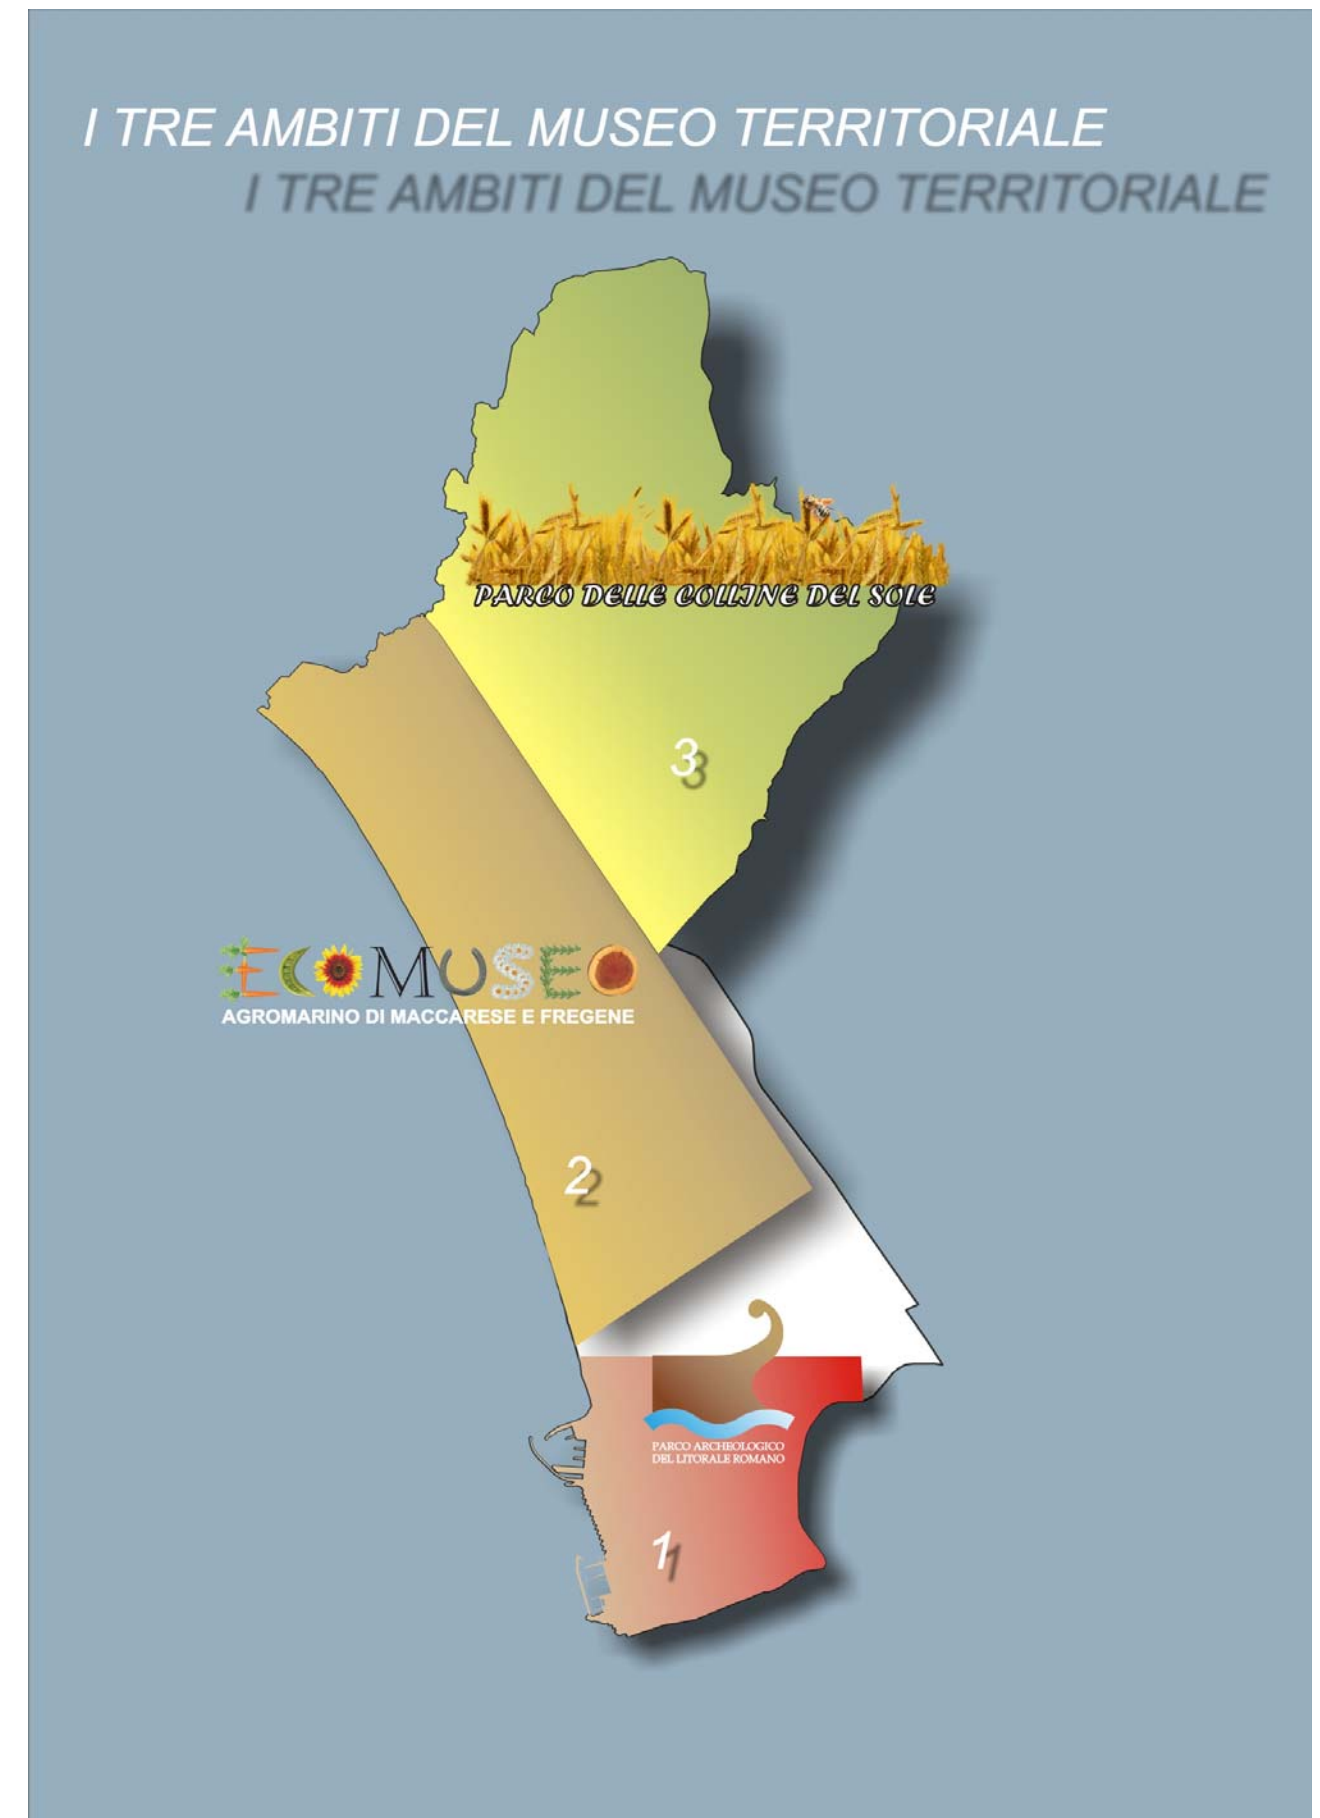 I TRE AMBITI DEL MUSEO TERRITORIALE
I TRE AMBITI DEL MUSEO TERRITORIALE
PARCO DELLE COLLINE DEL SOLE
3
ECOMUSEO
AGROMARINO DI MACCARESE E FREGENE
2
PARCO ARCHEOLOGICO
DEL LITORALE ROMANO
1